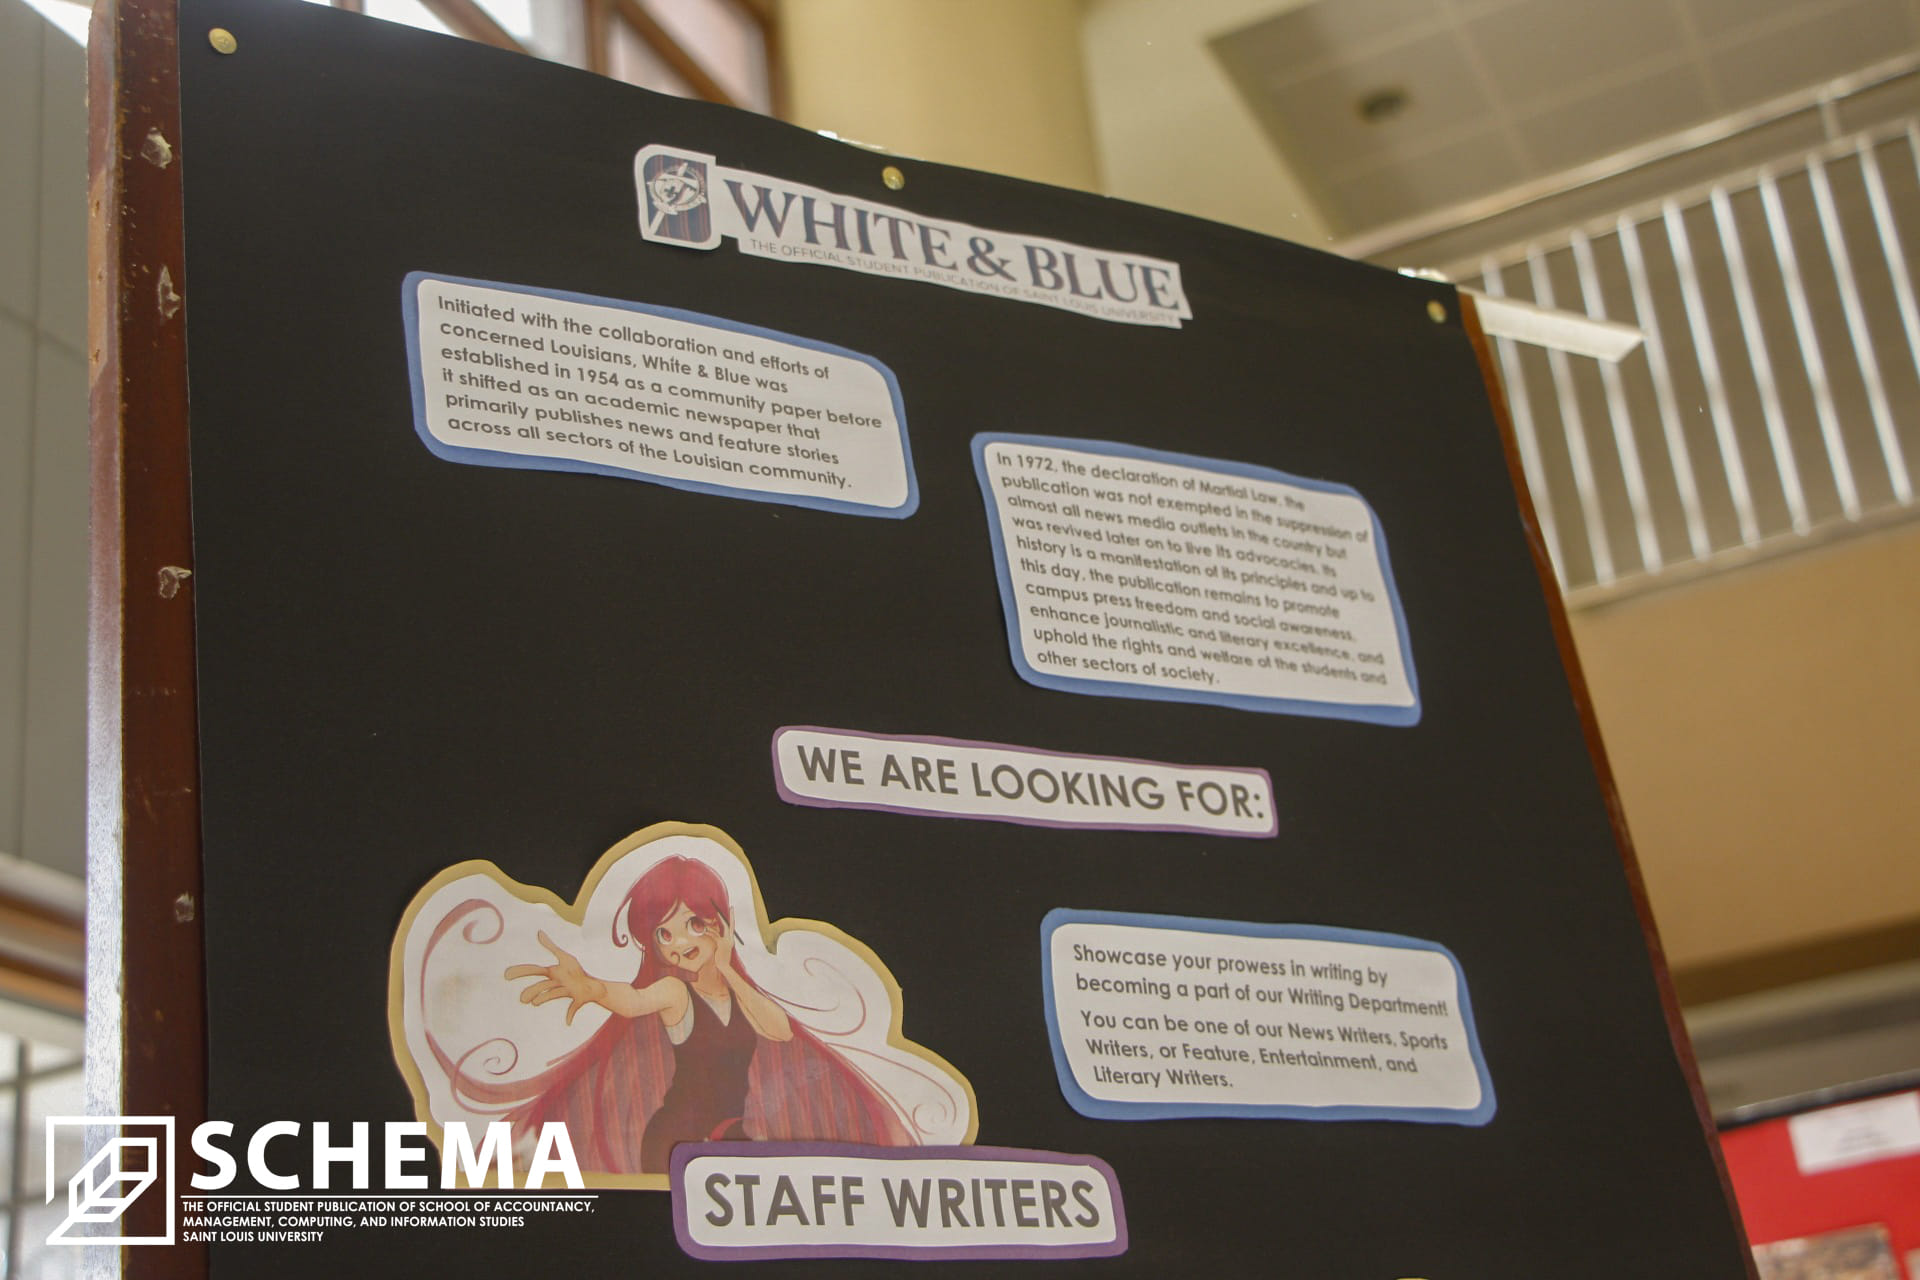 WHITE & BLUE
THE OFFICIAL STUDENT PUBLICATION OF SAINT LOUIS UNIVERSITY
Initiated with the collaboration and efforts of
concerned Louisians, White & Blue was
established in 1954 as a community paper before
it shifted as an academic newspaper that
primarily publishes news and feature stories
across all sectors of the Louisian community.
In 1972, the declaration of Martial Law, the
publication was not exempted in the suppression of
almost all news media outlets in the country but
was revived later on to live its advocacies. Its
history is a manifestation of its principles and up to
this day, the publication remains to promote
campus press freedom and social awareness,
enhance journalistic and literary excellence, and
uphold the rights and welfare of the students and
other sectors of society.
WE ARE LOOKING FOR:
Showcase your prowess in writing by
becoming a part of our Writing Department!
You can be one of our News Writers, Sports
Writers, or Feature, Entertainment, and
Literary Writers.
STAFF WRITERS
SCHEMA
THE OFFICIAL STUDENT PUBLICATION OF SCHOOL OF ACCOUNTANCY,
MANAGEMENT, COMPUTING, AND INFORMATION STUDIES
SAINT LOUIS UNIVERSITY